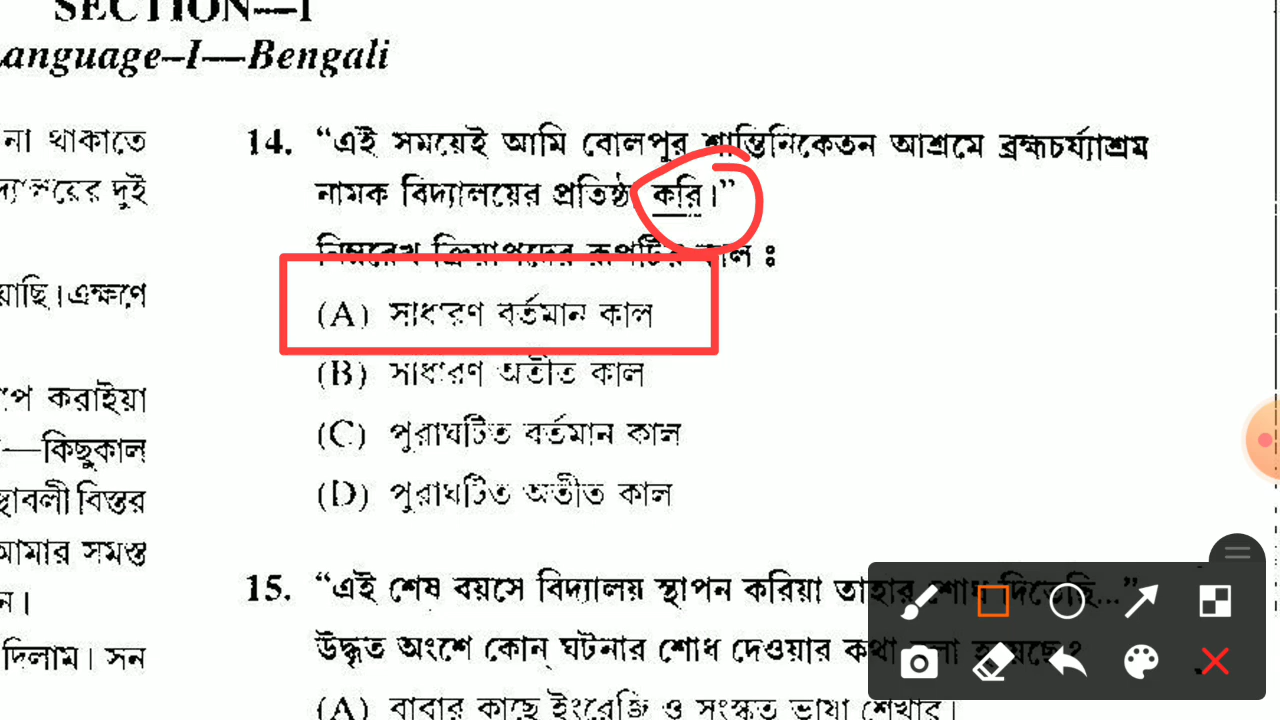 SECTION—I
anguage–I—Bengali
না থাকাতে
য়াছি। এক্ষণে
করাইয়া
—কিছুকাল
বিস্তর
আমার সমস্ত
ন।
দিলাম। সন
14. “এই সময়েই আমি বোলপুর শান্তিনিকেতন আশ্রমে ব্রহ্মচর্য্যাশ্রম
নামক বিদ্যালয়ের প্রতিষ্ঠা করি।”
নিম্নরেখ ক্রিয়াপদের রূপটির কাল ঃ
(A) সাধারণ বর্তমান কাল
(B) সাধারণ অতীত কাল
(C) পুরাঘটিত বর্তমান কাল
(D) পুরাঘটিত অতীত কাল
15. “এই শেষ বয়সে বিদ্যালয় স্থাপন করিয়া তাহার শোধ দিতেছি...”
উদ্ধৃত অংশে কোন্ ঘটনার শোধ দেওয়ার কথা বলা হয়েছে ?
(A) বাবার কাছে ইংরেজি ও সংস্কৃত ভাষা শেখার।